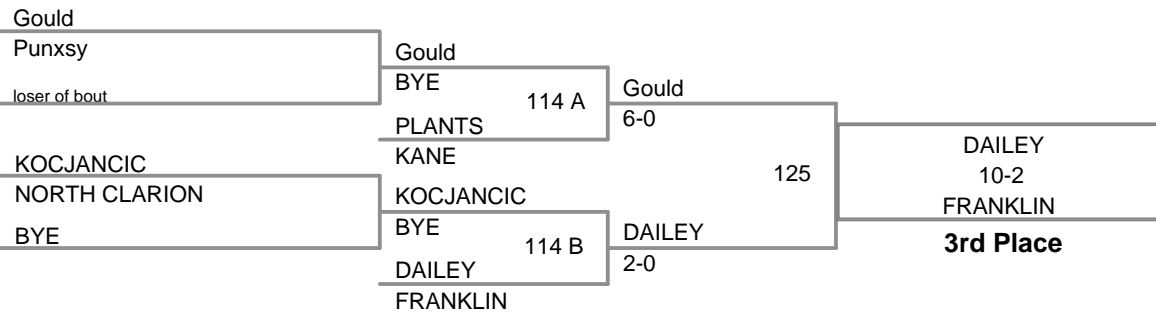 Gould
Punxsy
loser of bout
KOCJANCIC
NORTH CLARION
BYE
Gould
BYE
114 A
PLANTS
KANE
KOCJANCIC
BYE
114 B
DAILEY
FRANKLIN
Gould
6-0
125
DAILEY
2-0
DAILEY
10-2
FRANKLIN
3rd Place